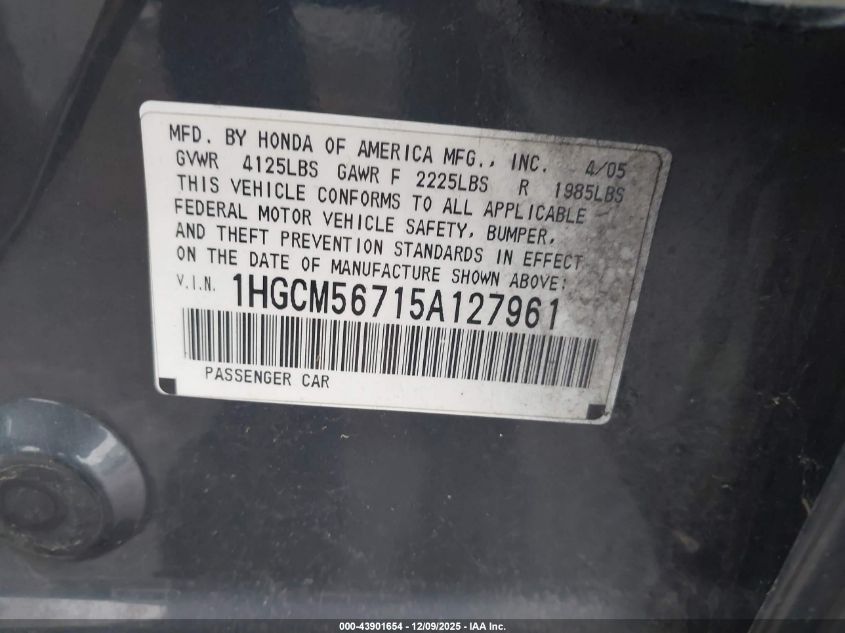 MFD. BY HONDA OF AMERICA MFG., INC. 4/05
GVWR 4125LBS GAWR F 2225LBS R 1985LBS
THIS VEHICLE CONFORMS TO ALL APPLICABLE
FEDERAL MOTOR VEHICLE SAFETY, BUMPER,
AND THEFT PREVENTION STANDARDS IN EFFECT
ON THE DATE OF MANUFACTURE SHOWN ABOVE:
V.I.N. 1HGCM56715A127961
PASSENGER CAR
000-43901654 - 12/09/2025 - IAA Inc.